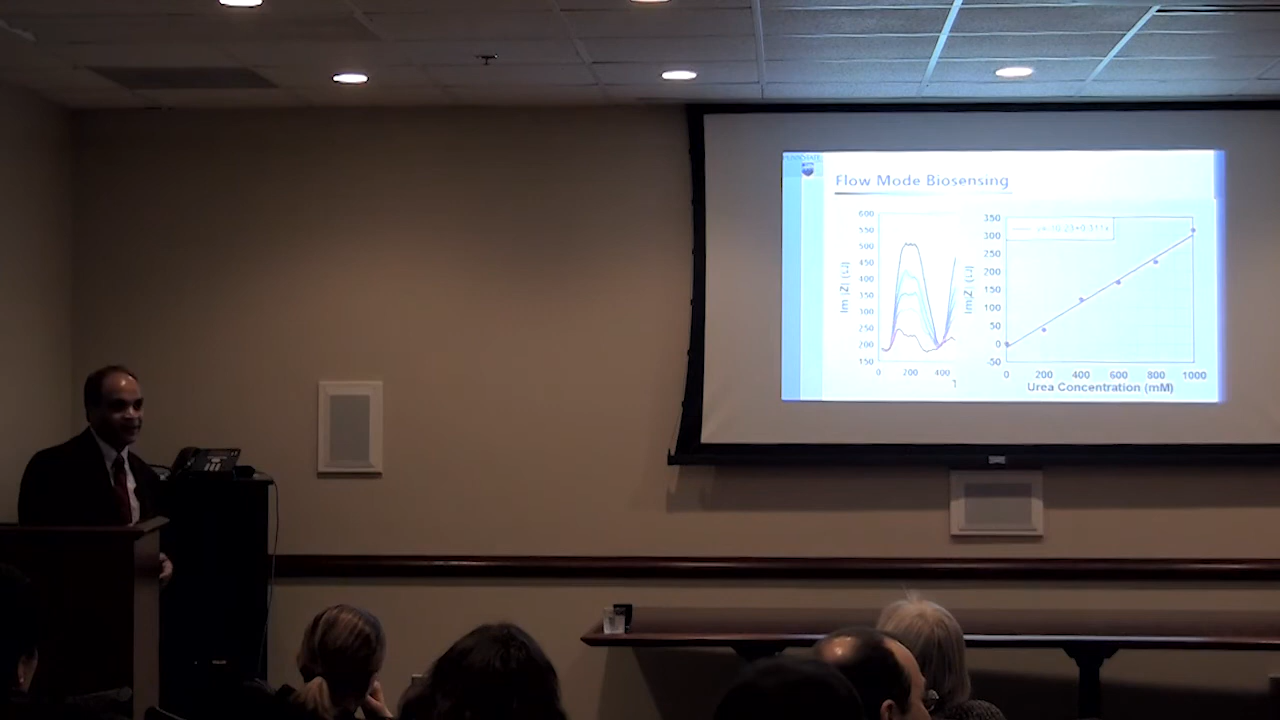 PENNSTATE
Flow Mode Biosensing
600
550
500
450
400
350
300
250
200
150
0 200 400
Im |Z| (Ω)
350
300
250
200
150
100
50
0
-50
0 200 400 600 800 1000
Im|Z| (Ω)
Urea Concentration (mM)